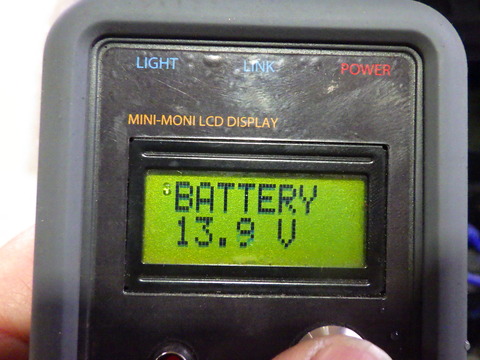 LIGHT LINK POWER
MINI-MONI LCD DISPLAY
BATTERY
13.9 V